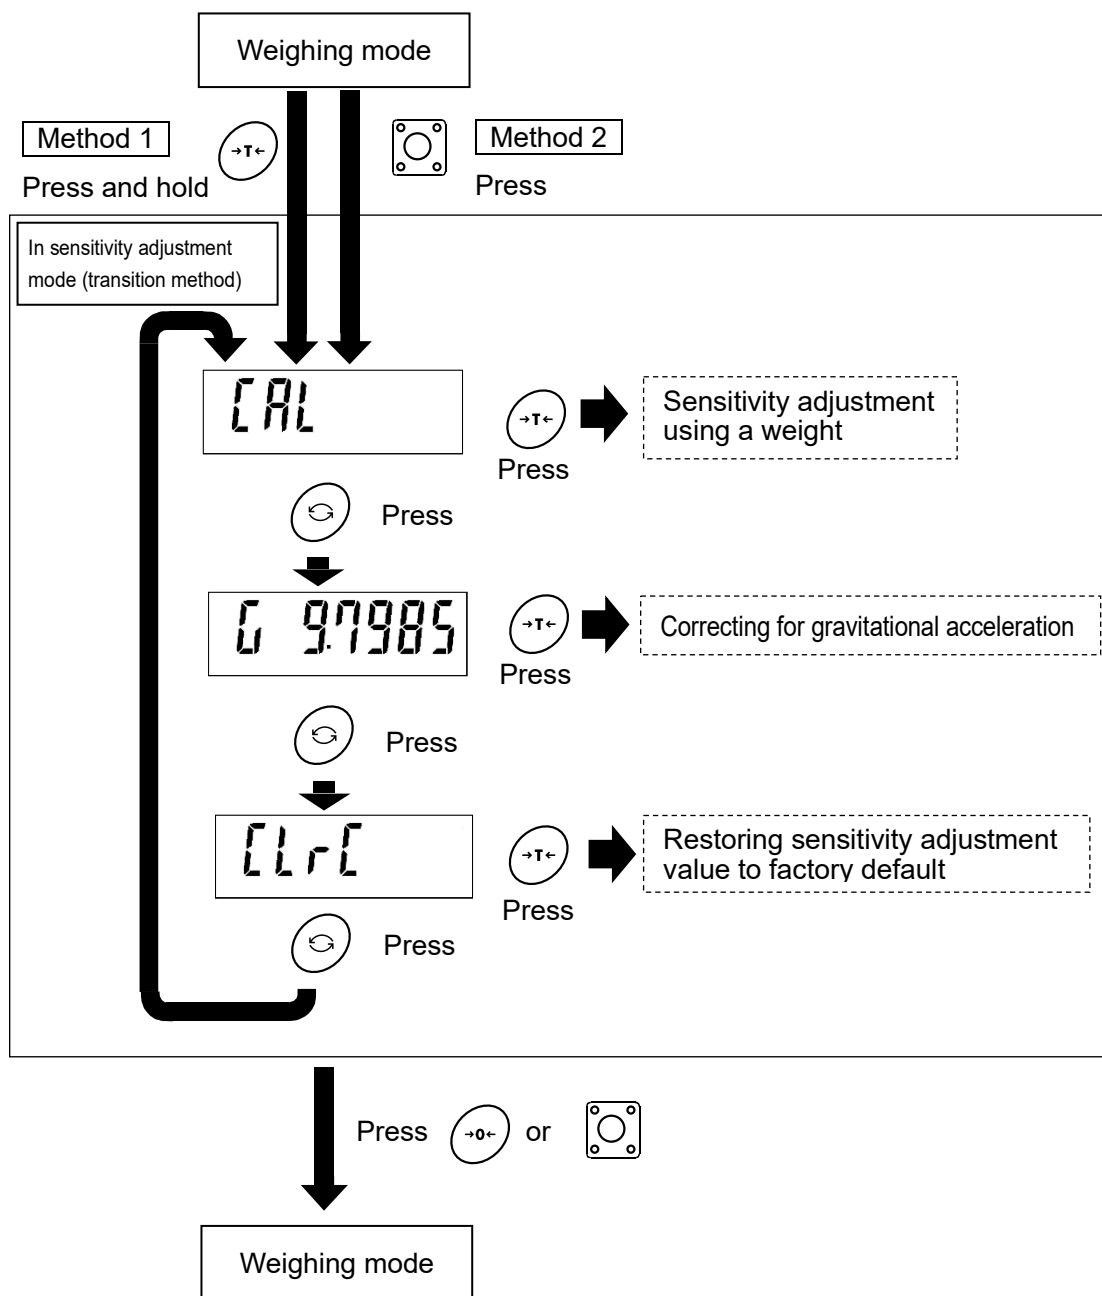 Weighing mode
Method 1
→T←
Method 2
Press and hold
Press
In sensitivity adjustment
mode (transition method)
CAL
→T←
Press
Sensitivity adjustment
using a weight
Press
G 9.7985
→T←
Press
Correcting for gravitational acceleration
Press
CLrC
→T←
Press
Restoring sensitivity adjustment
value to factory default
Press
Press →0← or
Weighing mode